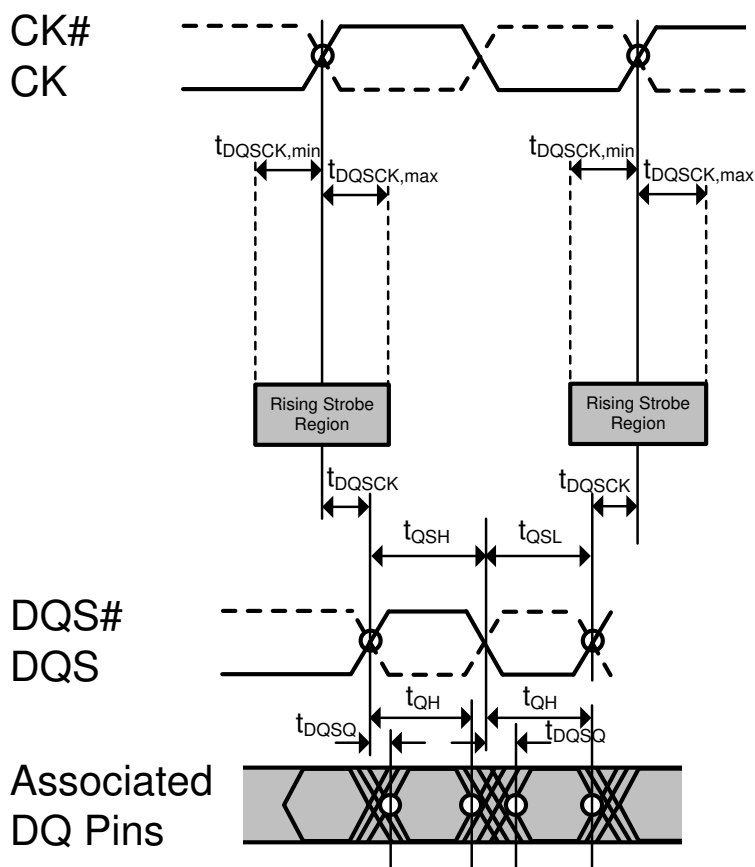 CK#
CK
tDQSCK,min
tDQSCK,max
tDQSCK,min
tDQSCK,max
Rising Strobe
Region
Rising Strobe
Region
tDQSCK
tDQSCK
tQSH
tQSL
DQS#
DQS
tQH
tQH
tDQSQ
tDQSQ
Associated
DQ Pins